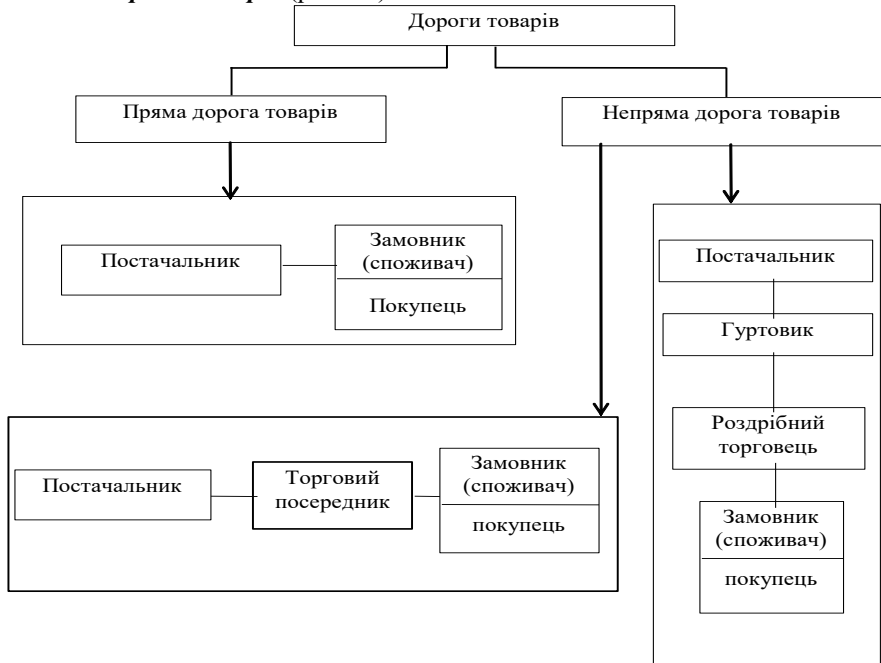 Дороги товарів
Пряма дорога товарів
Непряма дорога товарів
Постачальник
Замовник
(споживач)
Покупець
Постачальник
Гуртовик
Роздрібний
торговець
Замовник
(споживач)
покупець
Постачальник
Торговий
посередник
Замовник
(споживач)
покупець